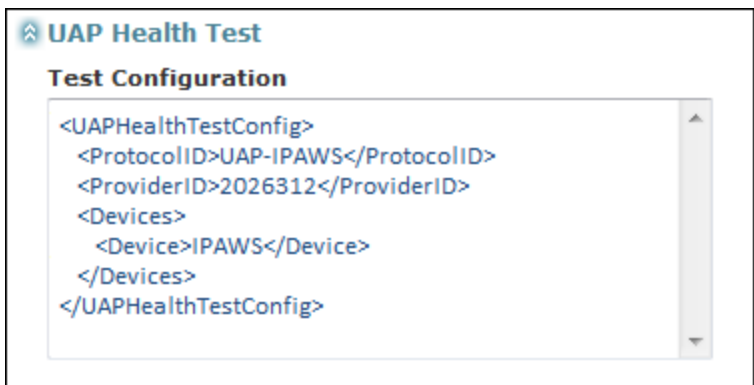 UAP Health Test
Test Configuration
<UAPHealthTestConfig>
<ProtocolID>UAP-IPAWS</ProtocolID>
<ProviderID>2026312</ProviderID>
<Devices>
<Device>IPAWS</Device>
</Devices>
</UAPHealthTestConfig>